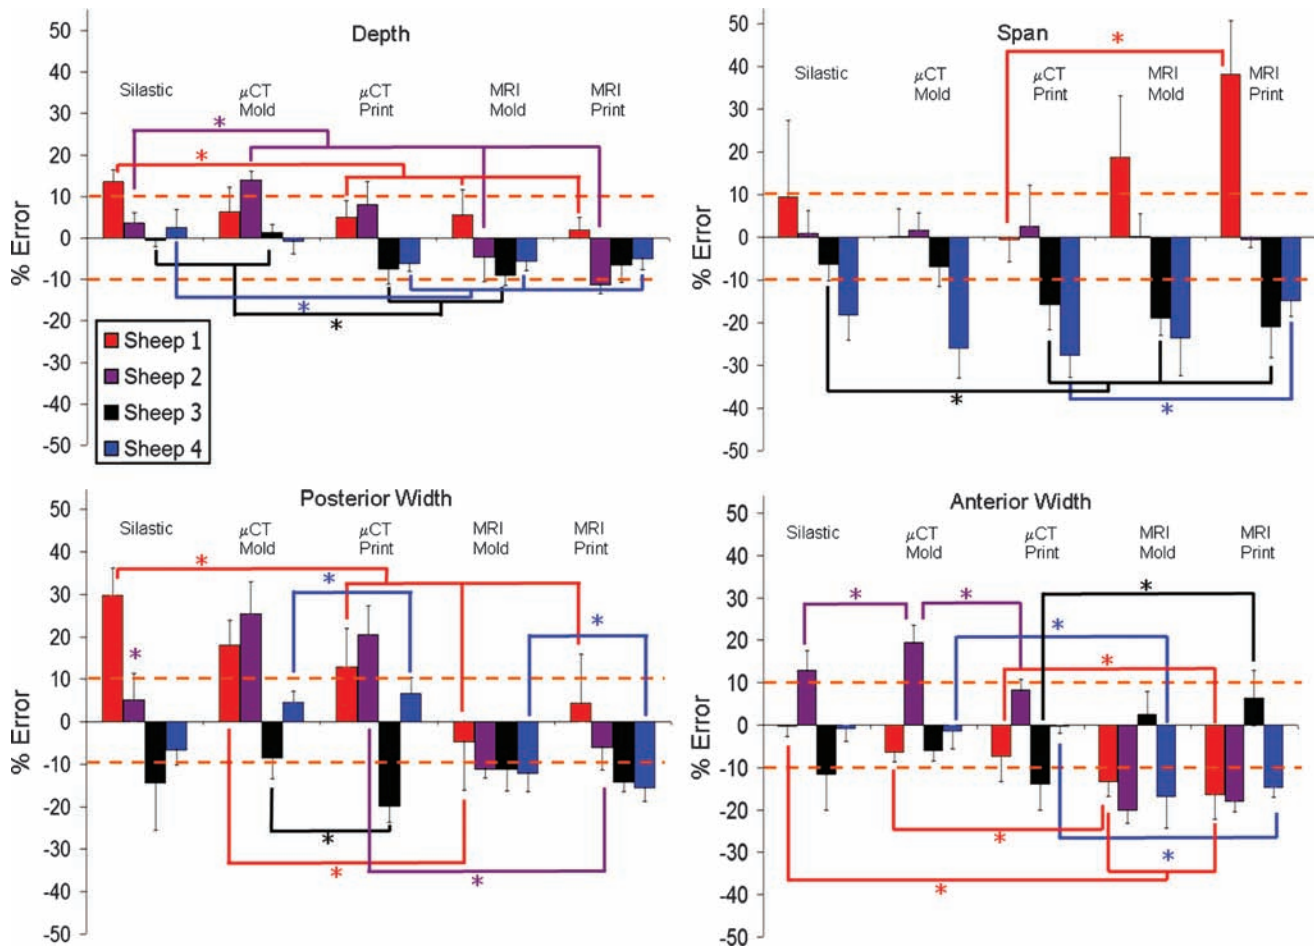 Depth
50
40
30
20
10
0
-10
-20
-30
-40
-50
% Error
Silastic
μCT
Mold
μCT
Print
MRI
Mold
MRI
Print
*
*
*
*
Sheep 1
Sheep 2
Sheep 3
Sheep 4
Span
50
40
30
20
10
0
-10
-20
-30
-40
-50
% Error
Silastic
μCT
Mold
μCT
Print
MRI
Mold
MRI
Print
*
*
*
Posterior Width
50
40
30
20
10
0
-10
-20
-30
-40
-50
% Error
Silastic
μCT
Mold
μCT
Print
MRI
Mold
MRI
Print
*
*
*
*
*
*
*
Anterior Width
50
40
30
20
10
0
-10
-20
-30
-40
-50
% Error
Silastic
μCT
Mold
μCT
Print
MRI
Mold
MRI
Print
*
*
*
*
*
*
*
*